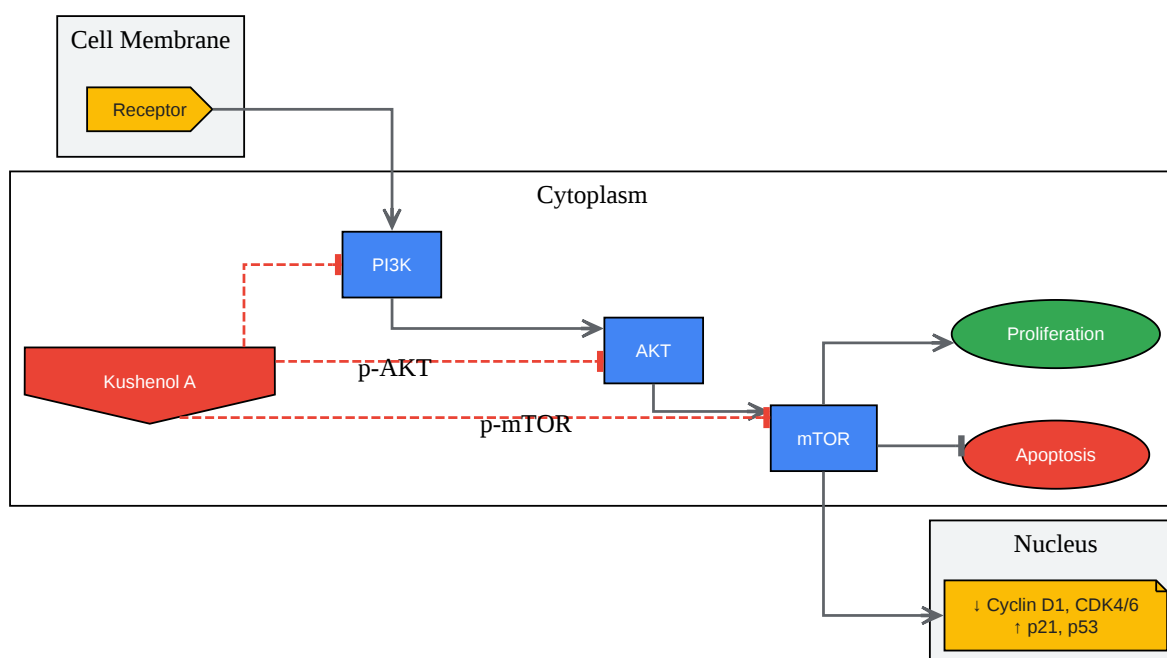 Cell Membrane
Receptor
Cytoplasm
PI3K
Proliferation
AKT
p-AKT
Kushenol A
p-mTOR
mTOR
Apoptosis
Nucleus
↓ Cyclin D1, CDK4/6
↑ p21, p53